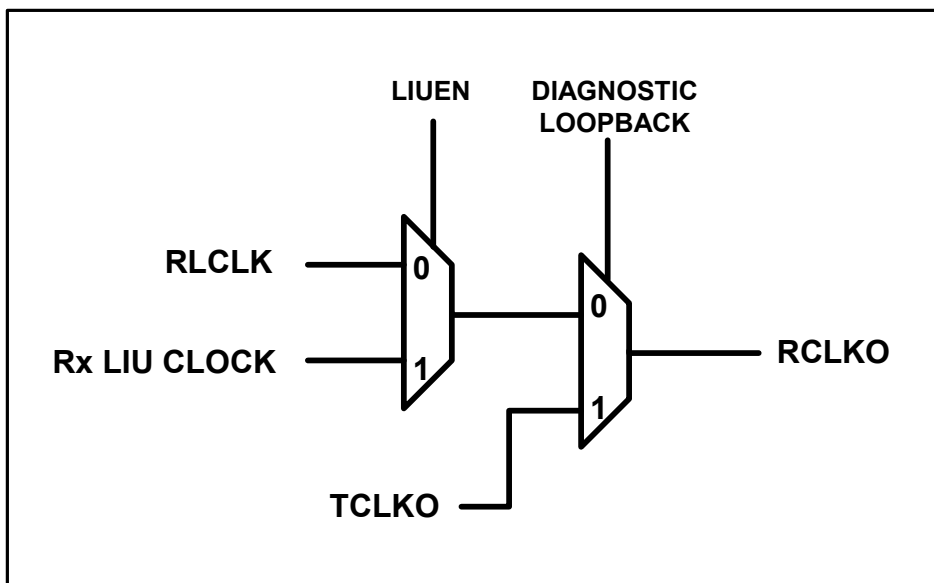 LIUEN
DIAGNOSTIC
LOOPBACK
RLCLK
0
0
Rx LIU CLOCK
1
RCLKO
1
TCLKO